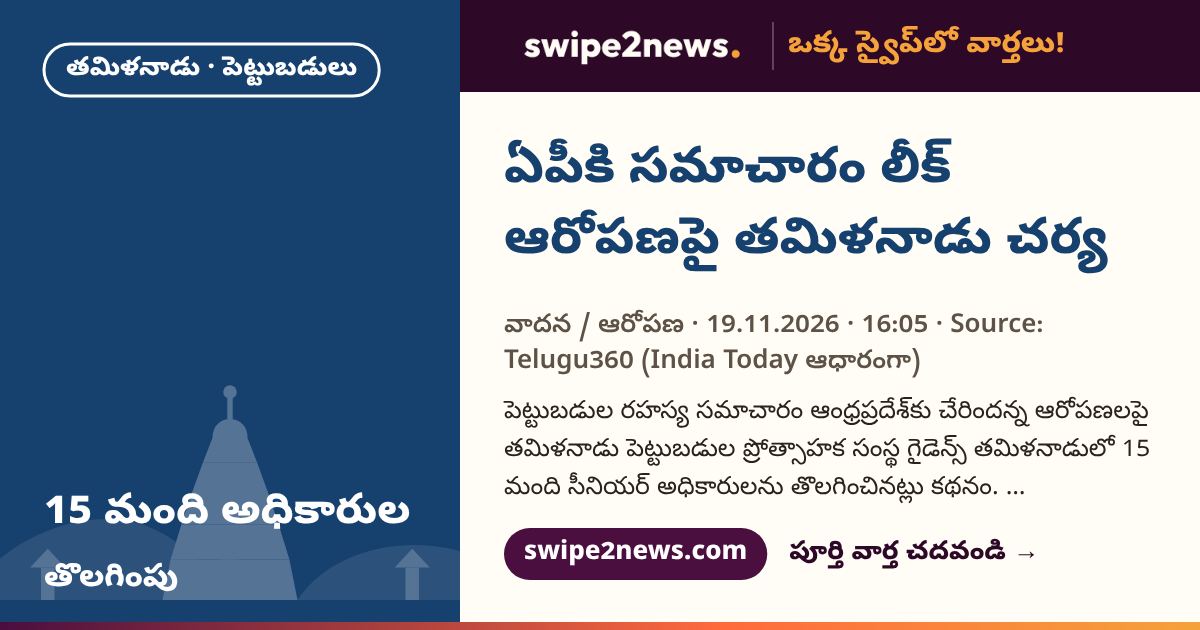 తమిళనాడు · పెట్టుబడులు
15 మంది అధికారుల
తొలగింపు
swipe2news.
ఒక్క స్వైప్‌లో వార్తలు!
ఏపీకి సమాచారం లీక్
ఆరోపణపై తమిళనాడు చర్య
వాదన / ఆరోపణ · 19.11.2026 · 16:05 · Source:
Telugu360 (India Today ఆధారంగా)
పెట్టుబడుల రహస్య సమాచారం ఆంధ్రప్రదేశ్‌కు చేరిందన్న ఆరోపణలపై
తమిళనాడు పెట్టుబడుల ప్రోత్సాహక సంస్థ గైడెన్స్ తమిళనాడులో 15
మంది సీనియర్ అధికారులను తొలగించినట్లు కథనం. ...
swipe2news.com
పూర్తి వార్త చదవండి →